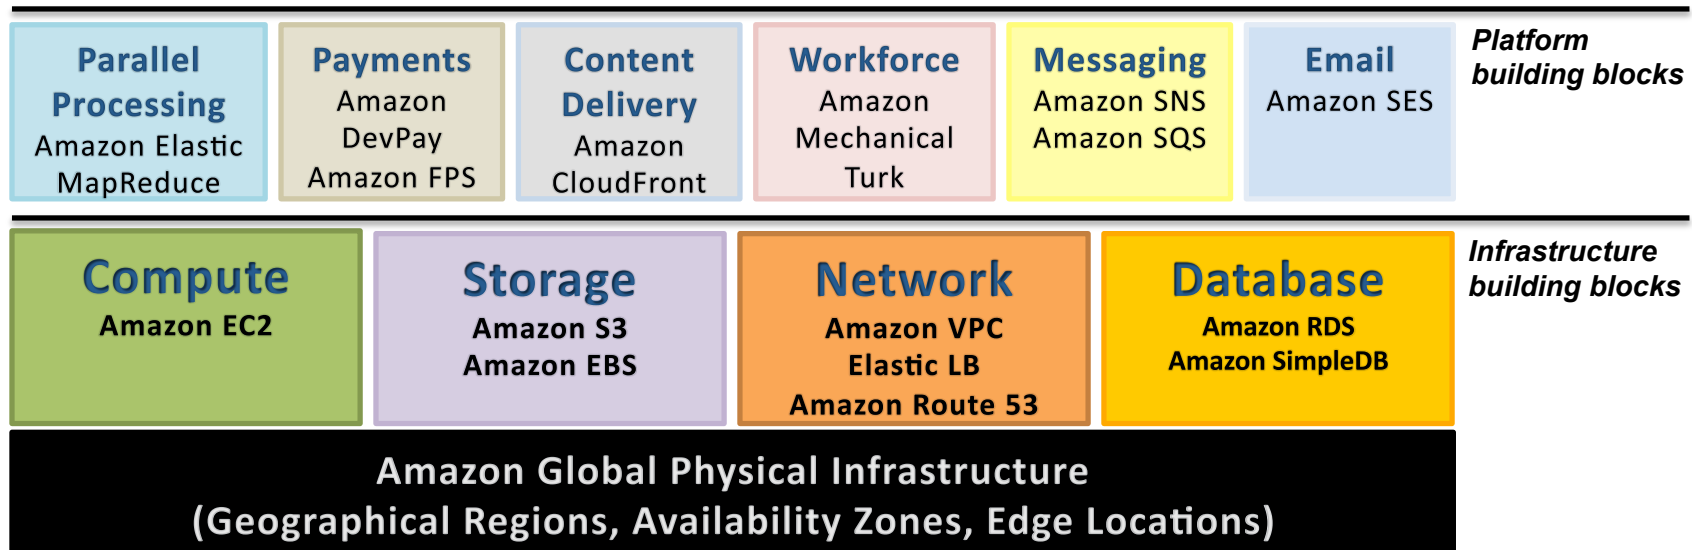 Parallel
Processing
Amazon Elastic
MapReduce
Payments
Amazon
DevPay
Amazon FPS
Content
Delivery
Amazon
CloudFront
Workforce
Amazon
Mechanical
Turk
Messaging
Amazon SNS
Amazon SQS
Email
Amazon SES
Platform
building blocks
Compute
Amazon EC2
Storage
Amazon S3
Amazon EBS
Network
Amazon VPC
Elastic LB
Amazon Route 53
Database
Amazon RDS
Amazon SimpleDB
Infrastructure
building blocks
Amazon Global Physical Infrastructure
(Geographical Regions, Availability Zones, Edge Locations)